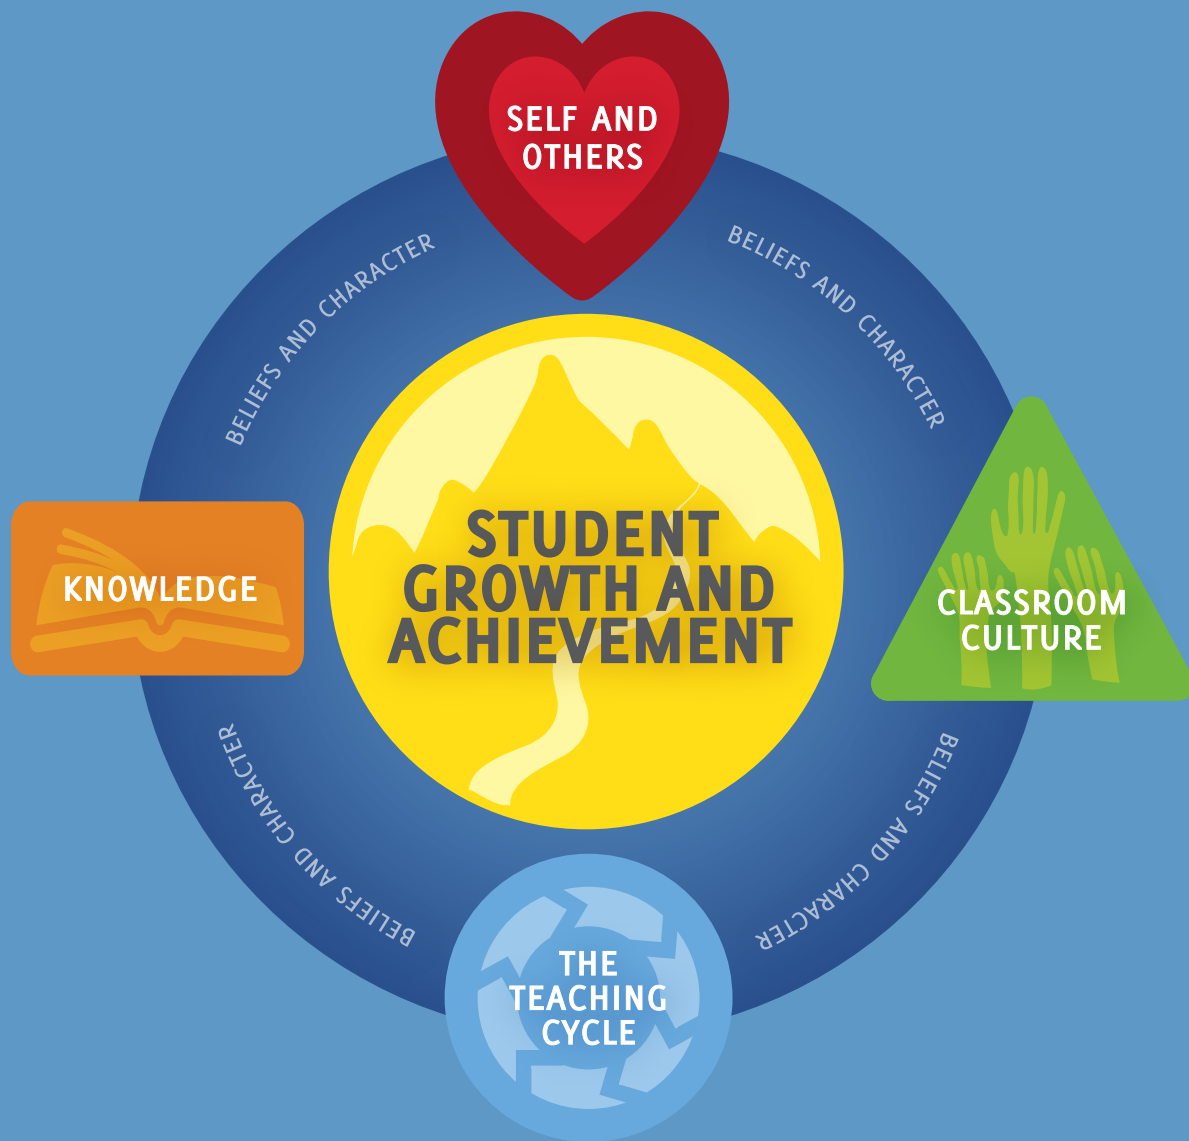 SELF AND
OTHERS
BELIEFS AND CHARACTER
BELIEFS AND CHARACTER
KNOWLEDGE
STUDENT
GROWTH AND
ACHIEVEMENT
CLASSROOM
CULTURE
BELIEFS AND CHARACTER
BELIEFS AND CHARACTER
THE
TEACHING
CYCLE